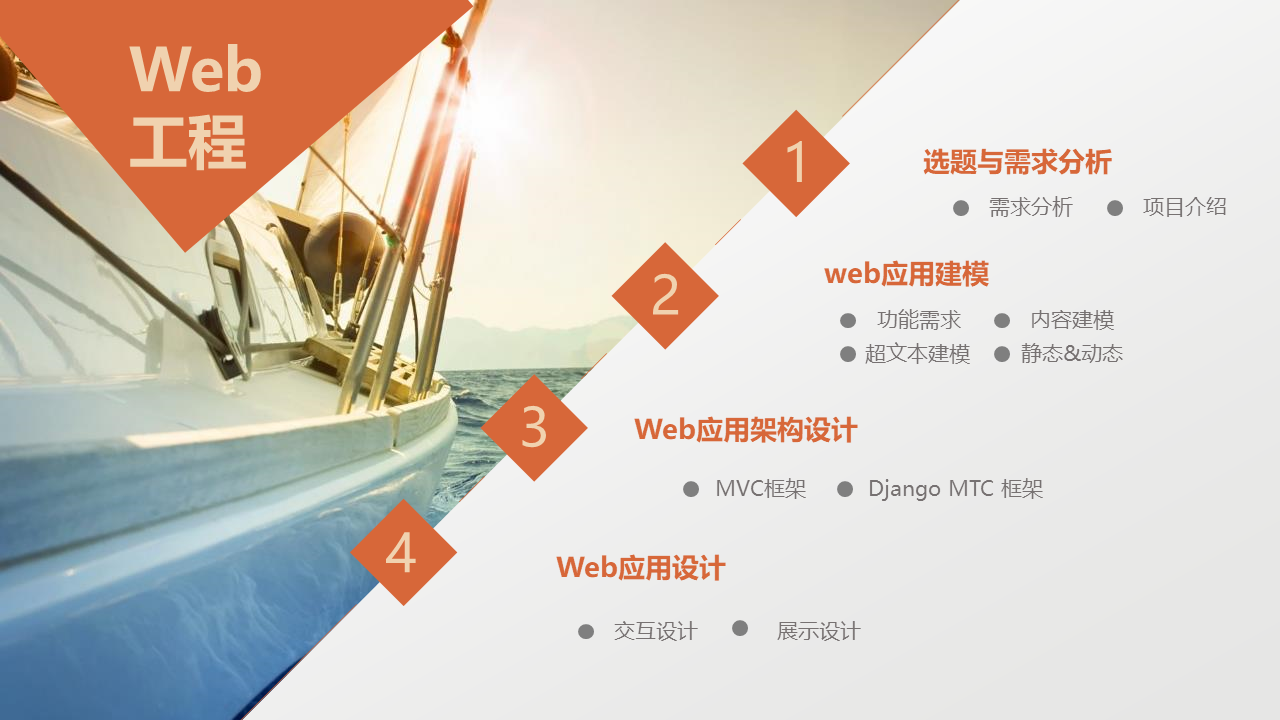 Web
工程
1
选题与需求分析
● 需求分析 ● 项目介绍
2
web应用建模
● 功能需求 ● 内容建模
● 超文本建模 ● 静态&动态
3
Web应用架构设计
● MVC框架 ● Django MTC 框架
4
Web应用设计
● 交互设计 ● 展示设计